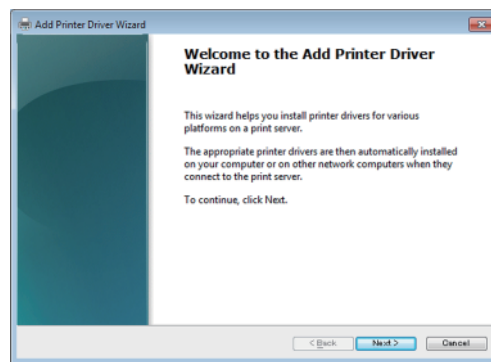 Add Printer Driver Wizard
Welcome to the Add Printer Driver
Wizard
This wizard helps you install printer drivers for various
platforms on a print server.
The appropriate printer drivers are then automatically installed
on your computer or on other network computers when they
connect to the print server.
To continue, click Next.
< Back Next > Cancel